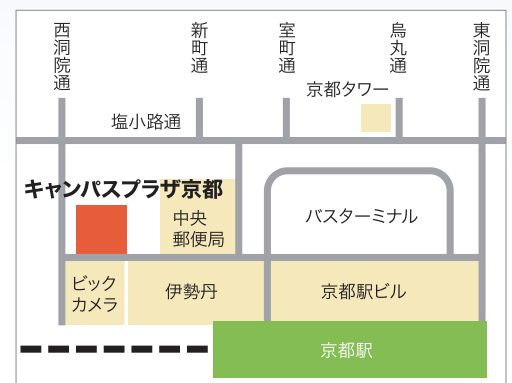 西洞院通
新町通
室町通
烏丸通
東洞院通
京都タワー
塩小路通
キャンパスプラザ京都
中央
郵便局
バスターミナル
ビック
カメラ
伊勢丹
京都駅ビル
京都駅